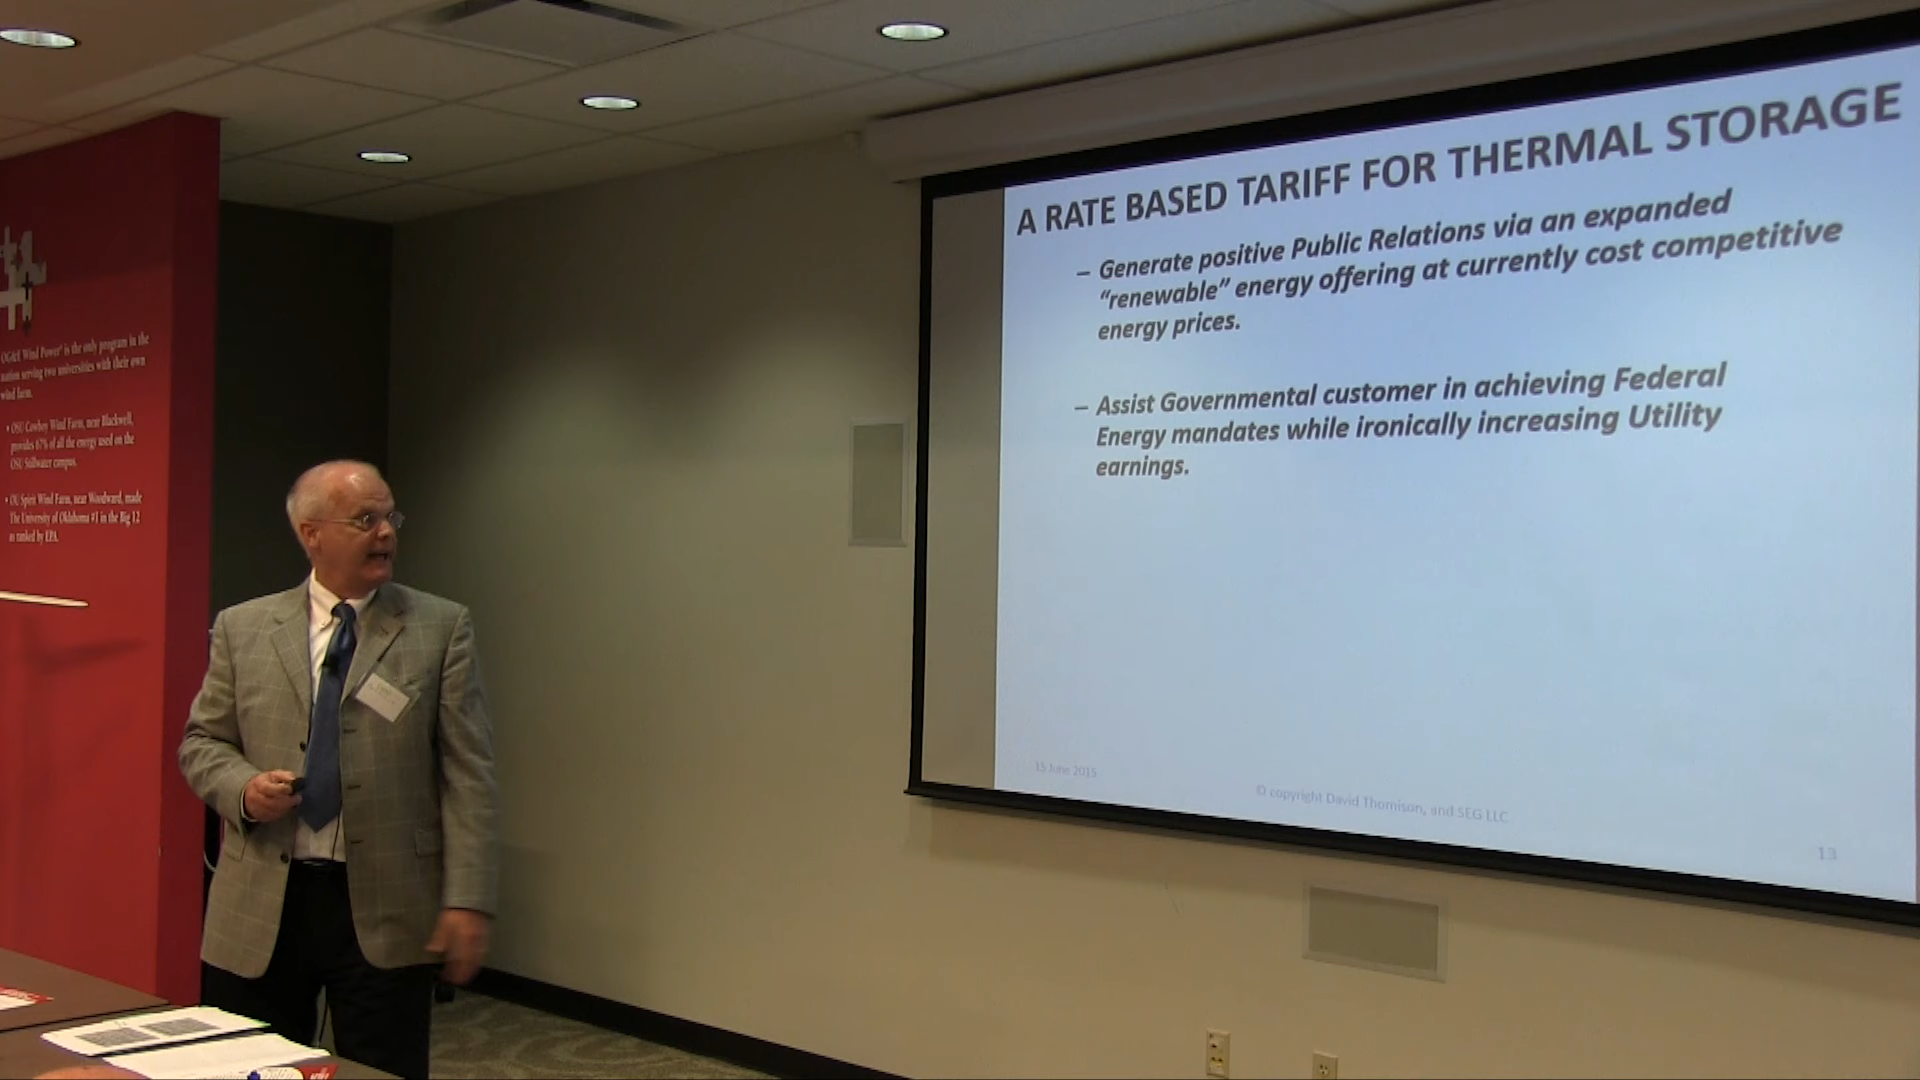 A RATE BASED TARIFF FOR THERMAL STORAGE
– Generate positive Public Relations via an expanded
“renewable” energy offering at currently cost competitive
energy prices.
– Assist Governmental customer in achieving Federal
Energy mandates while ironically increasing Utility
earnings.
15 June 2015
© copyright David Thomison, and SEG LLC
13
OG&E Wind Power is the only program in the
nation serving two universities with their own
wind farm.
• OSU Cowboy Wind Farm, near Blackwell,
provides 67% of all the energy used on the
OSU Stillwater campus.
• OU Spirit Wind Farm, near Woodward, made
The University of Oklahoma #1 in the Big 12
as ranked by EPA.